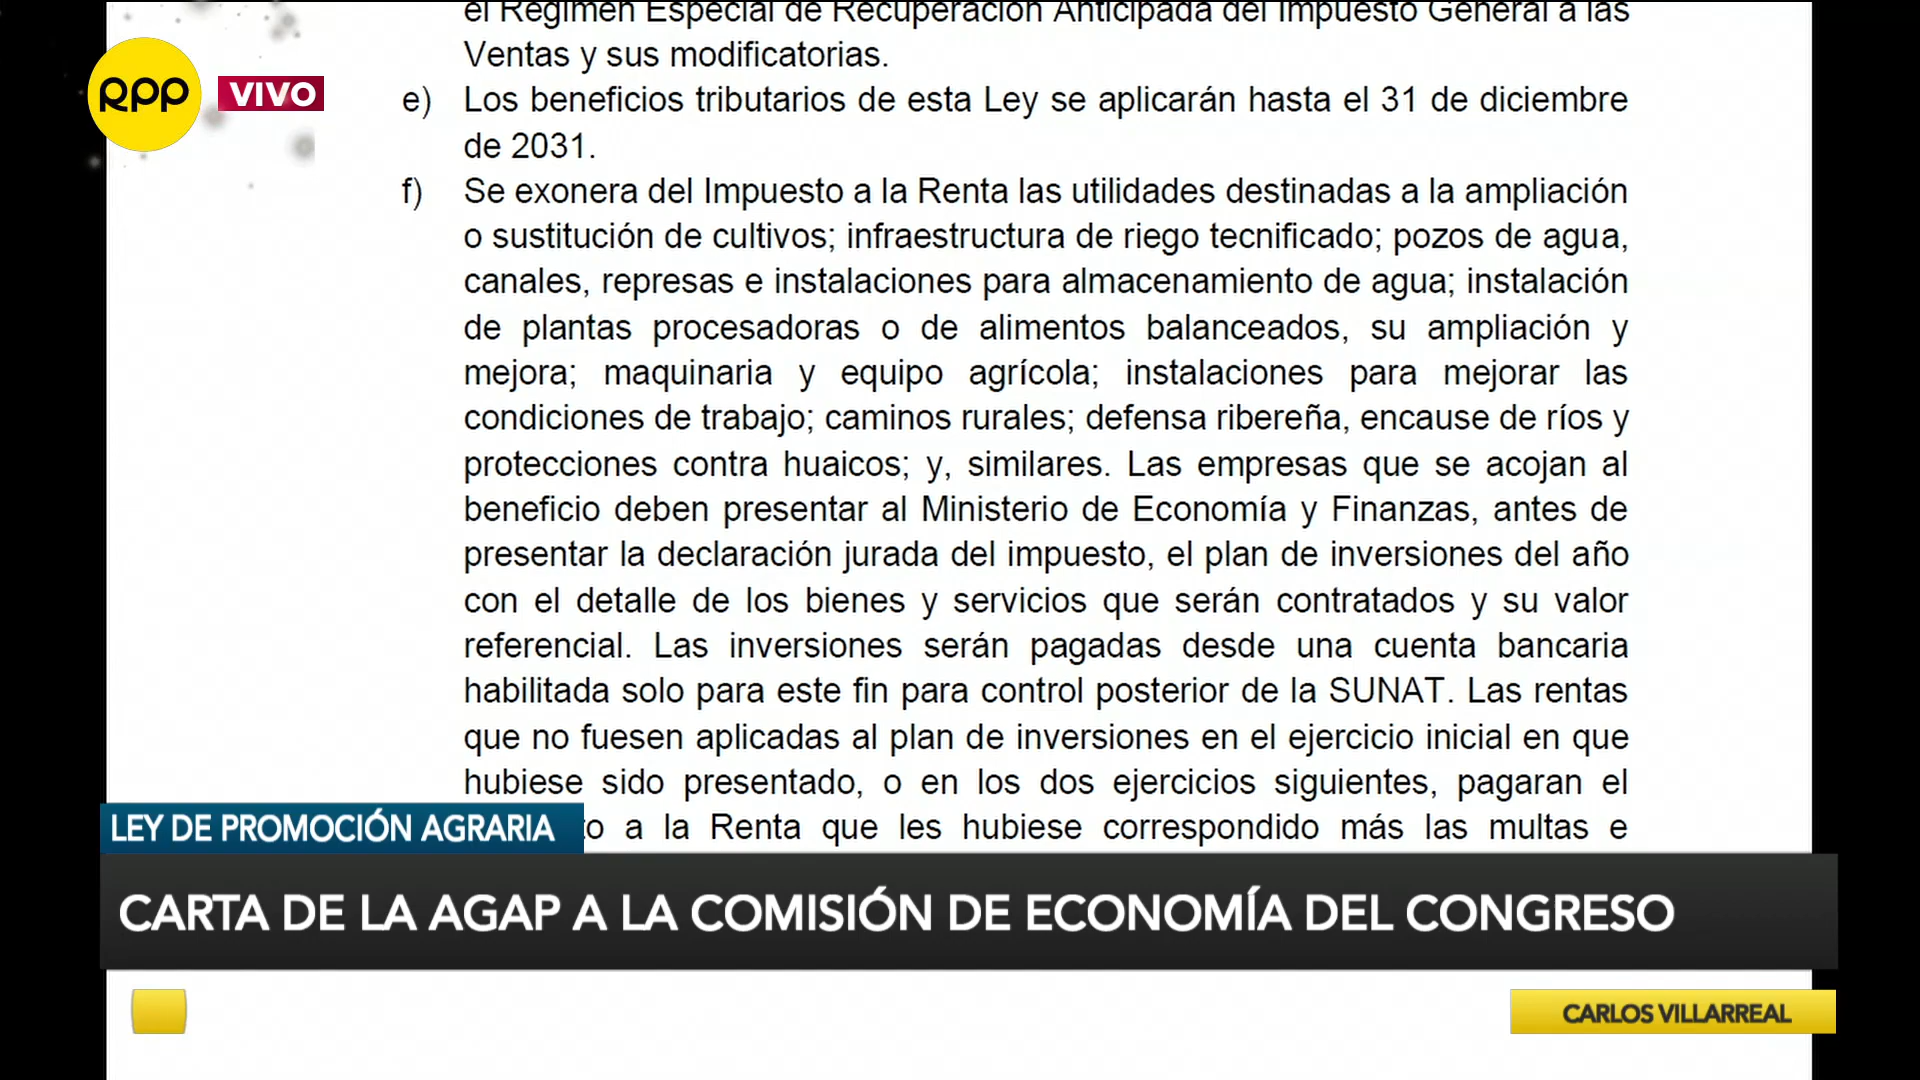 el Régimen Especial de Recuperación Anticipada del Impuesto General a las
Ventas y sus modificatorias.
rpp
VIVO
e) Los beneficios tributarios de esta Ley se aplicarán hasta el 31 de diciembre
de 2031.
f) Se exonera del Impuesto a la Renta las utilidades destinadas a la ampliación
o sustitución de cultivos; infraestructura de riego tecnificado; pozos de agua,
canales, represas e instalaciones para almacenamiento de agua; instalación
de plantas procesadoras o de alimentos balanceados, su ampliación y
mejora; maquinaria y equipo agrícola; instalaciones para mejorar las
condiciones de trabajo; caminos rurales; defensa ribereña, encause de ríos y
protecciones contra huaicos; y, similares. Las empresas que se acojan al
beneficio deben presentar al Ministerio de Economía y Finanzas, antes de
presentar la declaración jurada del impuesto, el plan de inversiones del año
con el detalle de los bienes y servicios que serán contratados y su valor
referencial. Las inversiones serán pagadas desde una cuenta bancaria
habilitada solo para este fin para control posterior de la SUNAT. Las rentas
que no fuesen aplicadas al plan de inversiones en el ejercicio inicial en que
hubiese sido presentado, o en los dos ejercicios siguientes, pagaran el
a la Renta que les hubiese correspondido más las multas e
LEY DE PROMOCIÓN AGRARIA
CARTA DE LA AGAP A LA COMISIÓN DE ECONOMÍA DEL CONGRESO
CARLOS VILLARREAL